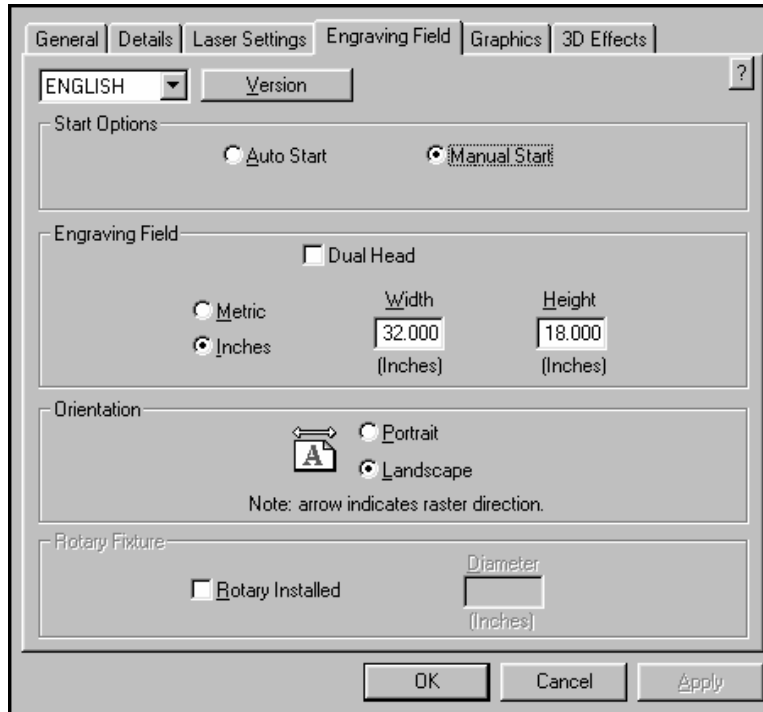 General Details Laser Settings Engraving Field Graphics 3D Effects
ENGLISH Version ?
Start Options
Auto Start Manual Start
Engraving Field
Dual Head
Metric Width Height
Inches 32.000 18.000
(Inches) (Inches)
Orientation
A Portrait
Landscape
Note: arrow indicates raster direction.
Rotary Fixture
Rotary Installed Diameter
(Inches)
OK Cancel Apply